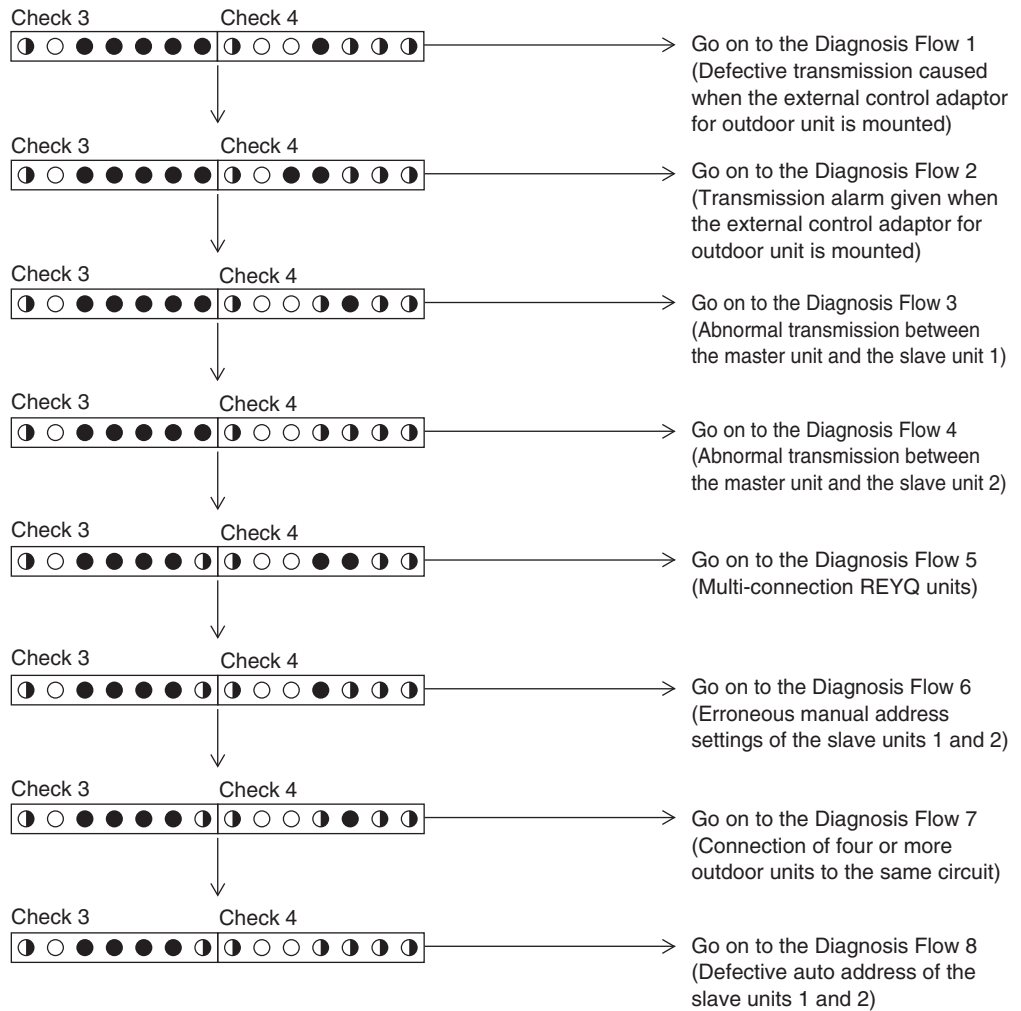 Check 3 Check 4
Go on to the Diagnosis Flow 1
(Defective transmission caused
when the external control adaptor
for outdoor unit is mounted)
Check 3 Check 4
Go on to the Diagnosis Flow 2
(Transmission alarm given when
the external control adaptor for
outdoor unit is mounted)
Check 3 Check 4
Go on to the Diagnosis Flow 3
(Abnormal transmission between
the master unit and the slave unit 1)
Check 3 Check 4
Go on to the Diagnosis Flow 4
(Abnormal transmission between
the master unit and the slave unit 2)
Check 3 Check 4
Go on to the Diagnosis Flow 5
(Multi-connection REYQ units)
Check 3 Check 4
Go on to the Diagnosis Flow 6
(Erroneous manual address
settings of the slave units 1 and 2)
Check 3 Check 4
Go on to the Diagnosis Flow 7
(Connection of four or more
outdoor units to the same circuit)
Check 3 Check 4
Go on to the Diagnosis Flow 8
(Defective auto address of the
slave units 1 and 2)